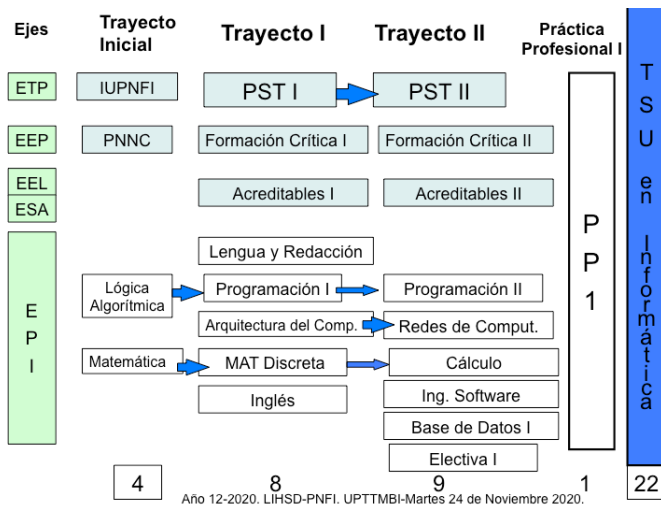 Ejes
Trayecto
Inicial
Trayecto I
Trayecto II
Práctica
Profesional I
ETP
IUPNFI
PST I
PST II
EEP
PNNC
Formación Crítica I
Formación Crítica II
EEL
ESA
Acreditables I
Acreditables II
E
P
I
Lengua y Redacción
Lógica
Algorítmica
Programación I
Programación II
Arquitectura del Comp.
Redes de Comput.
Matemática
MAT Discreta
Cálculo
Inglés
Ing. Software
Base de Datos I
Electiva I
P
P
1
TSU en Informática
4
8
9
1
22
Año 12-2020. LIHSD-PNFI. UPTTMBI-Martes 24 de Noviembre 2020.